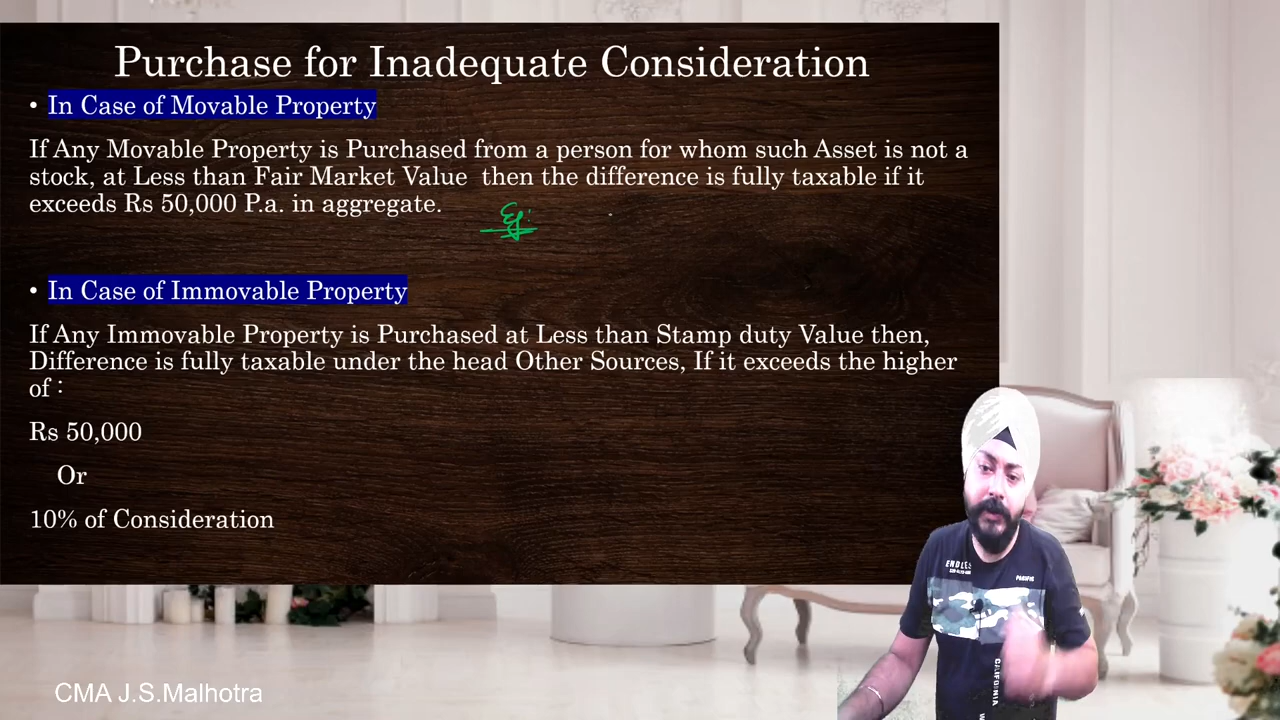 Purchase for Inadequate Consideration
• In Case of Movable Property
If Any Movable Property is Purchased from a person for whom such Asset is not a
stock, at Less than Fair Market Value then the difference is fully taxable if it
exceeds Rs 50,000 P.a. in aggregate.
Eg:
• In Case of Immovable Property
If Any Immovable Property is Purchased at Less than Stamp duty Value then,
Difference is fully taxable under the head Other Sources, If it exceeds the higher
of :
Rs 50,000
Or
10% of Consideration
ENDLES
PACIFIC
CALIFORNIA
CMA J.S.Malhotra